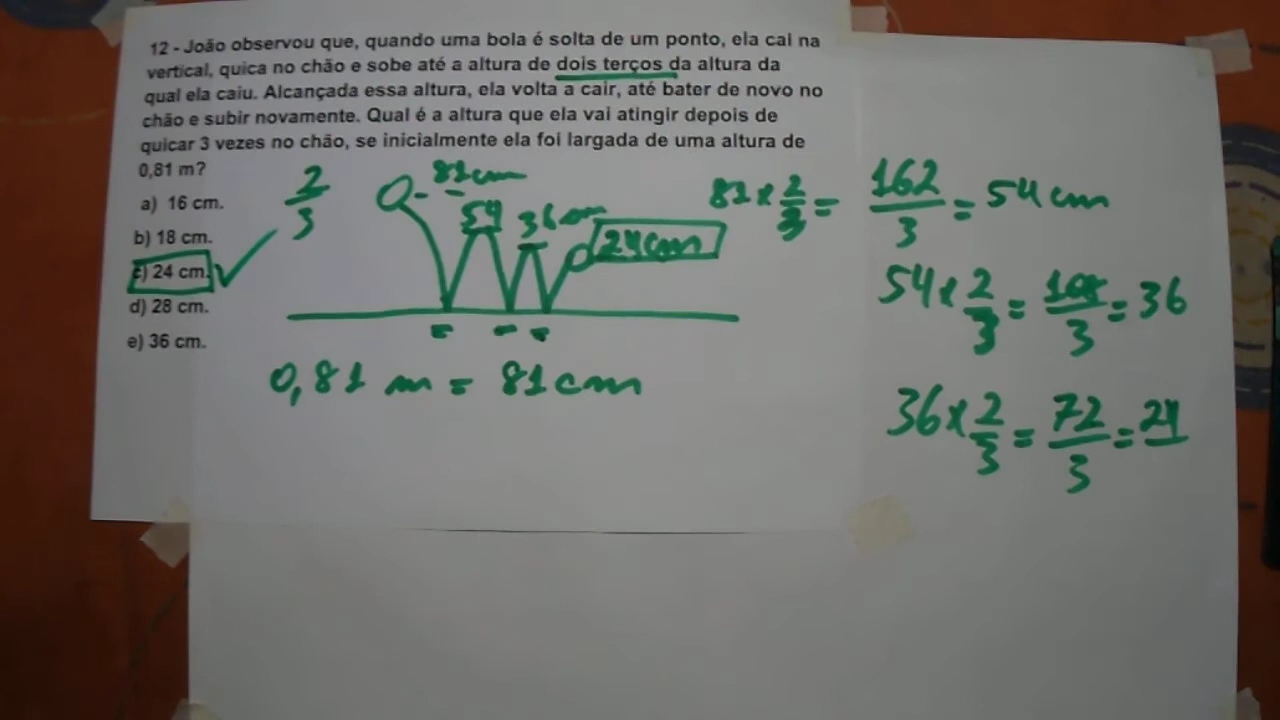 12 - João observou que, quando uma bola é solta de um ponto, ela cai na
vertical, quica no chão e sobe até a altura de dois terços da altura da
qual ela caiu. Alcançada essa altura, ela volta a cair, até bater de novo no
chão e subir novamente. Qual é a altura que ela vai atingir depois de
quicar 3 vezes no chão, se inicialmente ela foi largada de uma altura de
0,81 m?
a) 16 cm.
b) 18 cm.
c) 24 cm.
d) 28 cm.
e) 36 cm.
2/3
81cm
54
36cm
24cm
0,81 m = 81cm
81 x 2/3 = 162/3 = 54cm
54 x 2/3 = 108/3 = 36
36 x 2/3 = 72/3 = 24